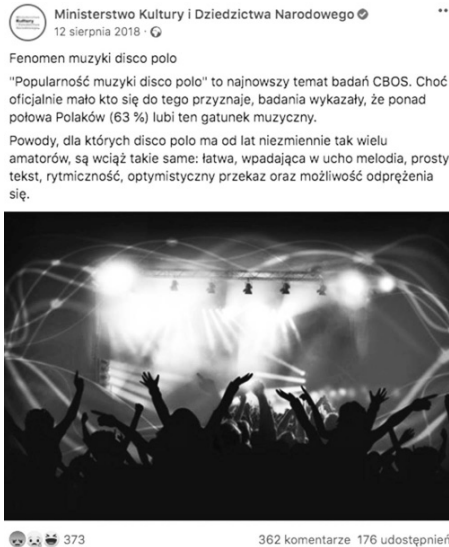 Ministerstwo Kultury i Dziedzictwa Narodowego
12 sierpnia 2018 ·
Fenomen muzyki disco polo
"Popularność muzyki disco polo" to najnowszy temat badań CBOS. Choć
oficjalnie mało kto się do tego przyznaje, badania wykazały, że ponad
połowa Polaków (63 %) lubi ten gatunek muzyczny.
Powody, dla których disco polo ma od lat niezmiennie tak wielu
amatorów, są wciąż takie same: łatwa, wpadająca w ucho melodia, prosty
tekst, rytmiczność, optymistyczny przekaz oraz możliwość odprężenia
się.
373 362 komentarze 176 udostępnień